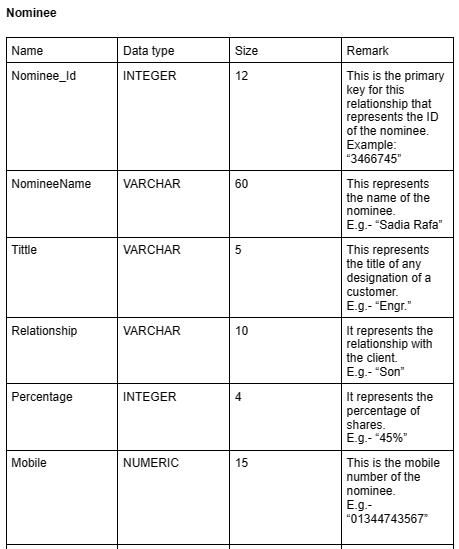 Nominee
Name Data type Size Remark
Nominee_Id INTEGER 12 This is the primary
key for this
relationship that
represents the ID
of the nominee.
Example:
“3466745”
NomineeName VARCHAR 60 This represents
the name of the
nominee.
E.g.- “Sadia Rafa”
Tittle VARCHAR 5 This represents
the title of any
designation of a
customer.
E.g.- “Engr.”
Relationship VARCHAR 10 It represents the
relationship with
the client.
E.g.- “Son”
Percentage INTEGER 4 It represents the
percentage of
shares.
E.g.- “45%”
Mobile NUMERIC 15 This is the mobile
number of the
nominee.
E.g.-
“01344743567”